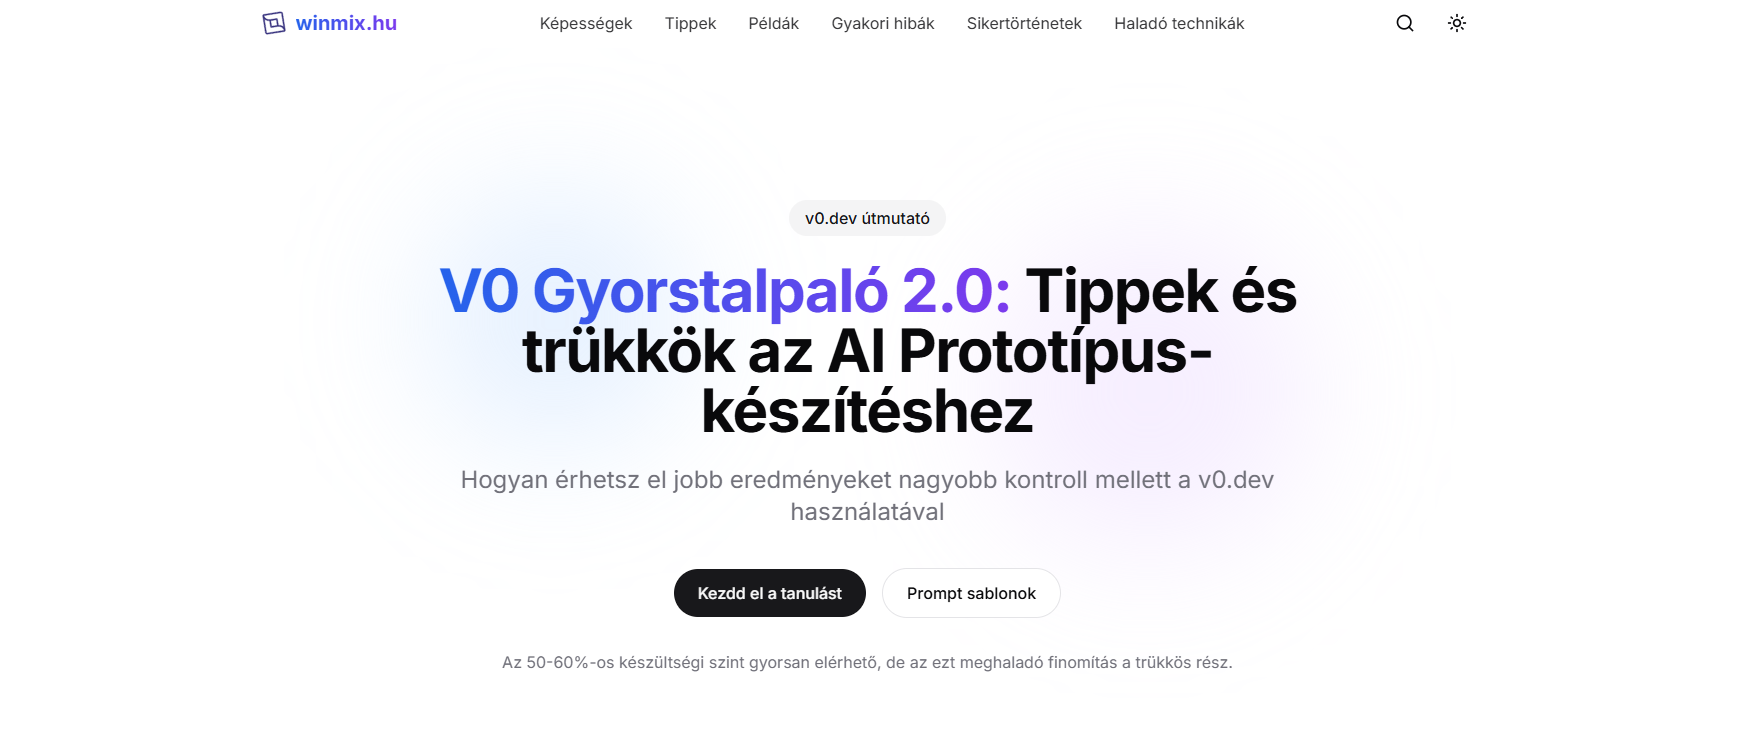 winmix.hu
Képességek
Tippek
Példák
Gyakori hibák
Sikertörténetek
Haladó technikák
v0.dev útmutató
V0 Gyorstalpaló 2.0: Tippek és
trükkök az AI Prototípus-
készítéshez
Hogyan érhetsz el jobb eredményeket nagyobb kontroll mellett a v0.dev
használatával
Kezdd el a tanulást
Prompt sablonok
Az 50-60%-os készültségi szint gyorsan elérhető, de az ezt meghaladó finomítás a trükkös rész.